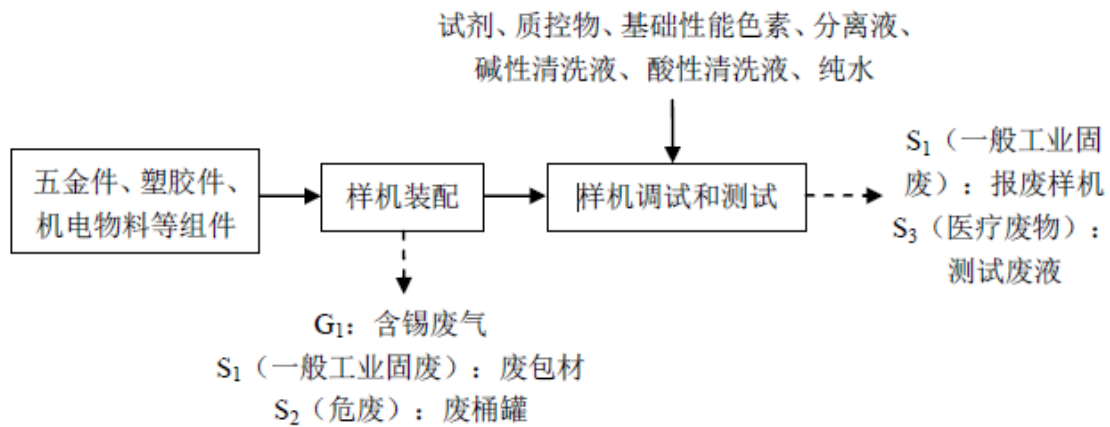 试剂、质控物、基础性能色素、分离液、
碱性清洗液、酸性清洗液、纯水
五金件、塑胶件、
机电物料等组件
样机装配
样机调试和测试
S₁（一般工业固
废）：报废样机
S₃（医疗废物）：
测试废液
G₁：含锡废气
S₁（一般工业固废）：废包材
S₂（危废）：废桶罐